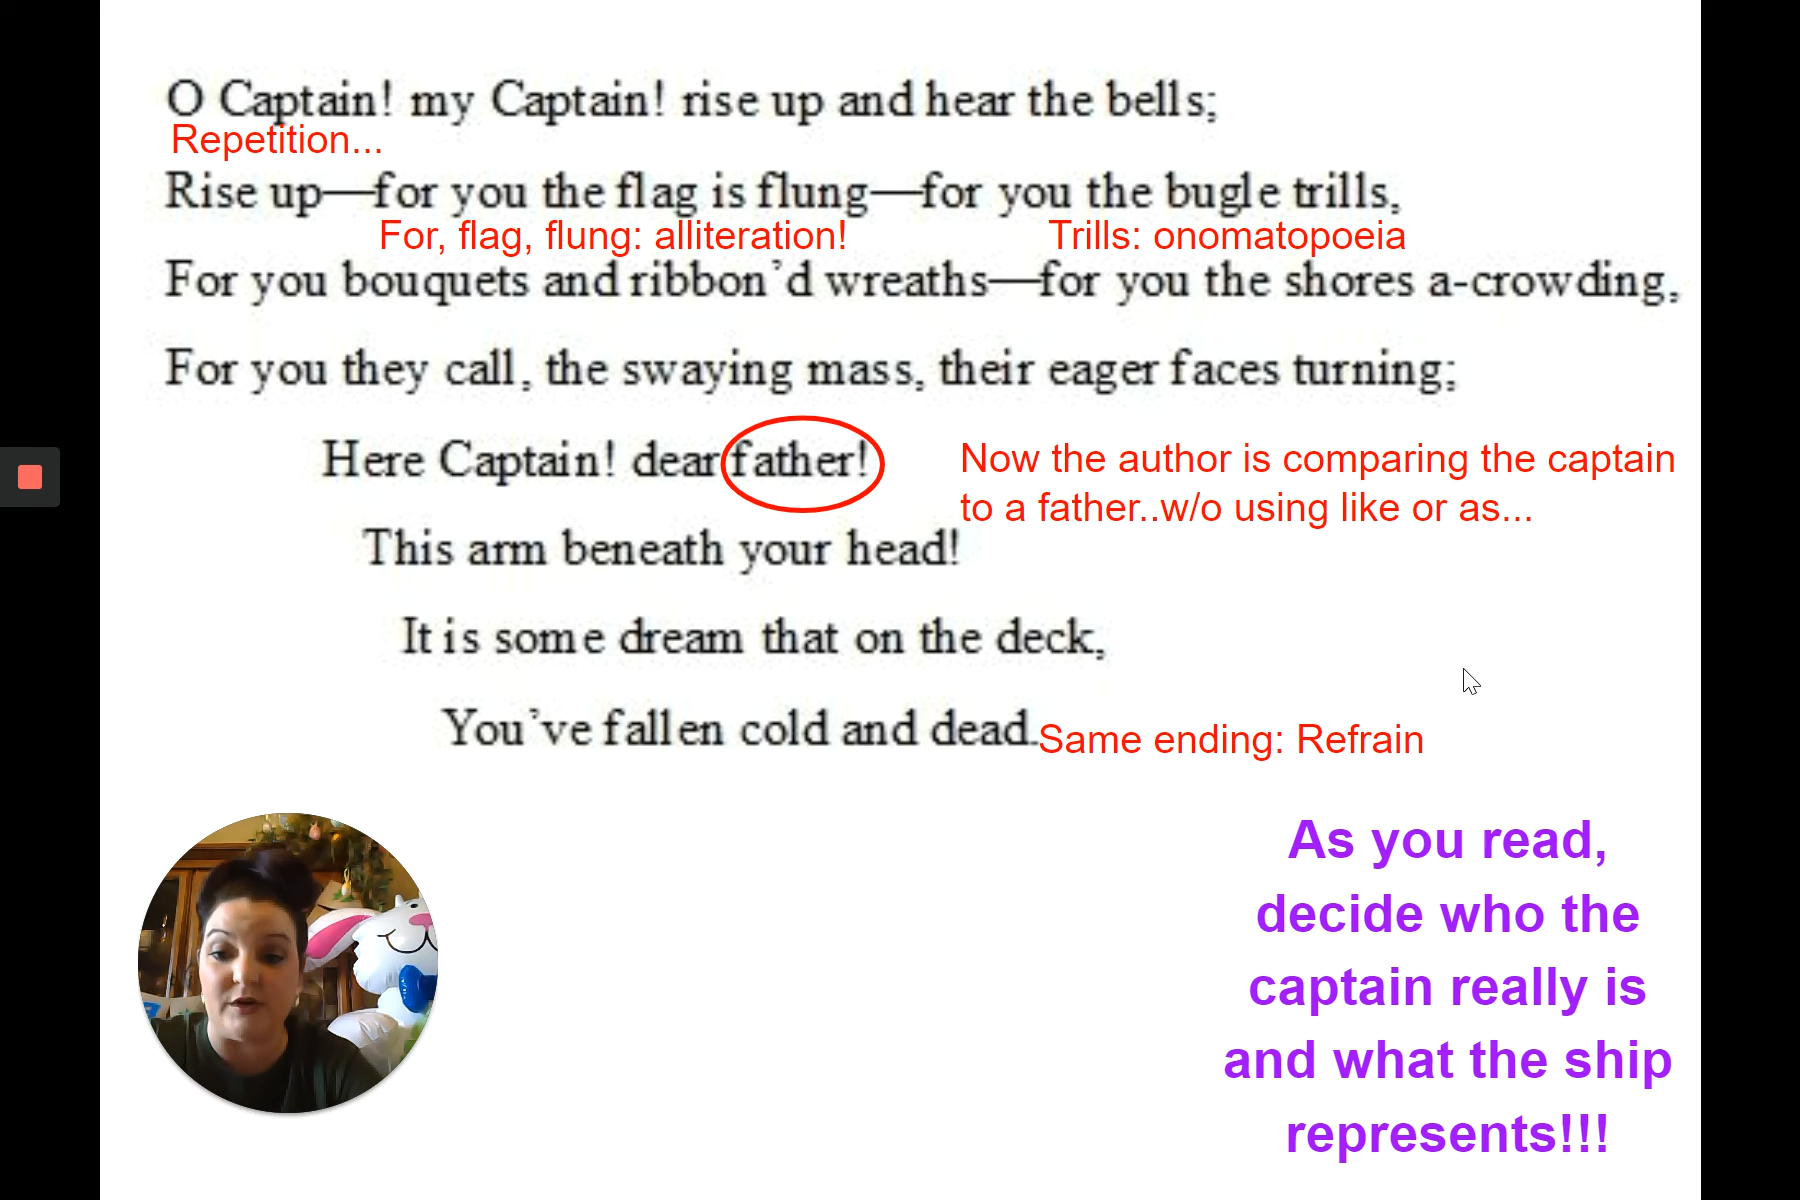 O Captain! my Captain! rise up and hear the bells;
Repetition...
Rise up—for you the flag is flung—for you the bugle trills,
For, flag, flung: alliteration! Trills: onomatopoeia
For you bouquets and ribbon’d wreaths—for you the shores a-crowding,
For you they call, the swaying mass, their eager faces turning;
Here Captain! dear father!
Now the author is comparing the captain
to a father..w/o using like or as...
This arm beneath your head!
It is some dream that on the deck,
You’ve fallen cold and dead.
Same ending: Refrain
As you read,
decide who the
captain really is
and what the ship
represents!!!